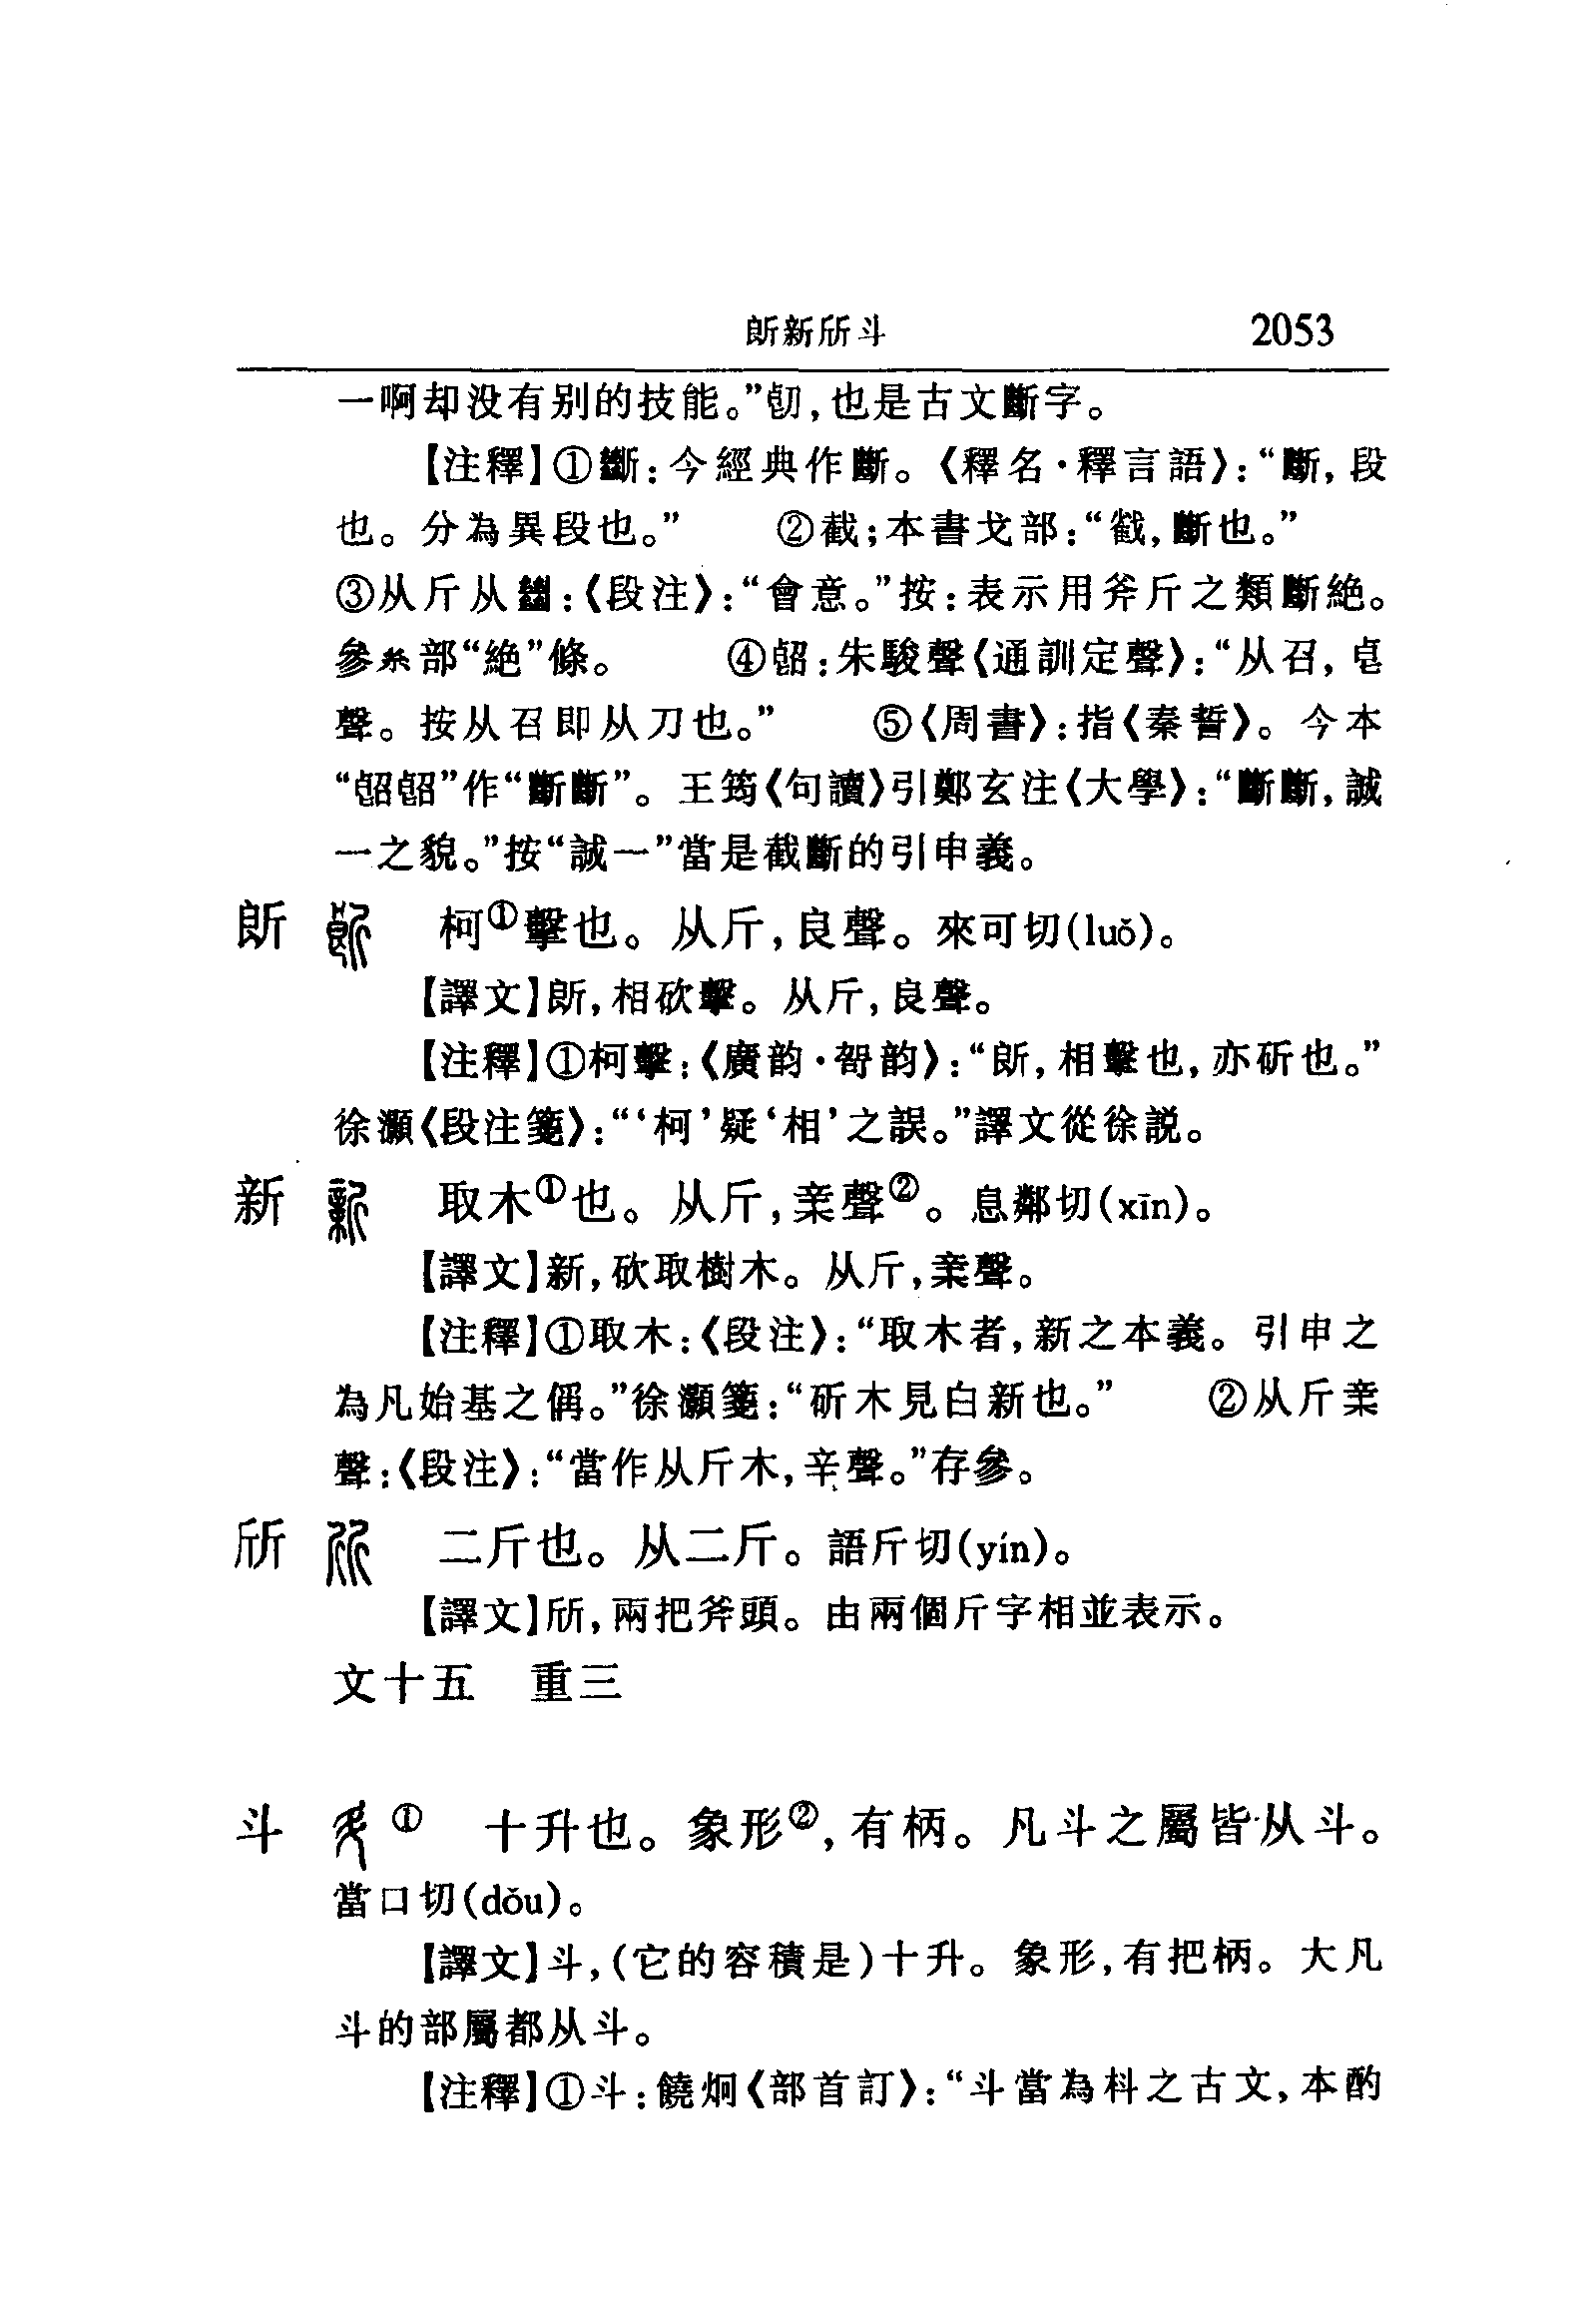 斮新斦斗 2053
一啊却没有别的技能。”𠚯,也是古文斷字。
【注釋】①斷:今經典作斷。《釋名·釋言語》:“斷,段
也。分為異段也。” ②截;本書戈部:“𢧵,斷也。”
③从斤从𢇍:《段注》:“會意。”按:表示用斧斤之類斷絶。
參糸部“絶”條。 ④𠸿:朱駿聲《通訓定聲》:“从召,𠧢
聲。按从召即从刀也。” ⑤《周書》:指《秦誓》。今本
“𠸿𠸿”作“斷斷”。王筠《句讀》引鄭玄注《大學》:“斷斷,誠
一之貌。”按“誠一”當是截斷的引申義。
㫰 柯①擊也。从斤,良聲。來可切(luǒ)。
【譯文】㫰,相砍擊。从斤,良聲。
【注釋】①柯擊:《廣韵·哿韵》:“㫰,相擊也,亦斫也。”
徐灝《段注箋》:“‘柯’疑‘相’之誤。”譯文從徐説。
新 取木①也。从斤,亲聲②。息鄰切(xīn)。
【譯文】新,砍取樹木。从斤,亲聲。
【注釋】①取木:《段注》:“取木者,新之本義。引申之
為凡始基之偁。”徐灝箋:“斫木見白新也。” ②从斤亲
聲:《段注》:“當作从斤木,辛聲。”存參。
斦 二斤也。从二斤。語斤切(yín)。
【譯文】斦,兩把斧頭。由兩個斤字相並表示。
文十五 重三
斗 ① 十升也。象形②,有柄。凡斗之屬皆从斗。
當口切(dǒu)。
【譯文】斗,(它的容積是)十升。象形,有把柄。大凡
斗的部屬都从斗。
【注釋】①斗:饒炯《部首訂》:“斗當為枓之古文,本酌